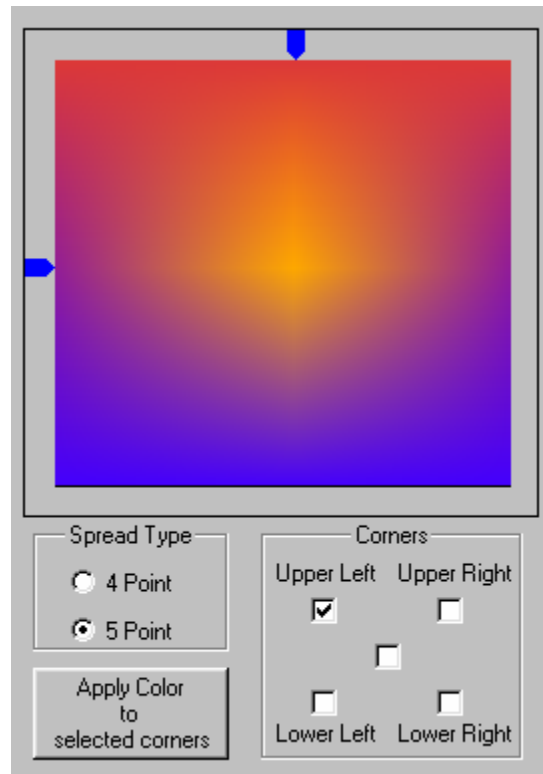 Spread Type
4 Point
5 Point
Apply Color
to
selected corners
Corners
Upper Left Upper Right
Lower Left Lower Right